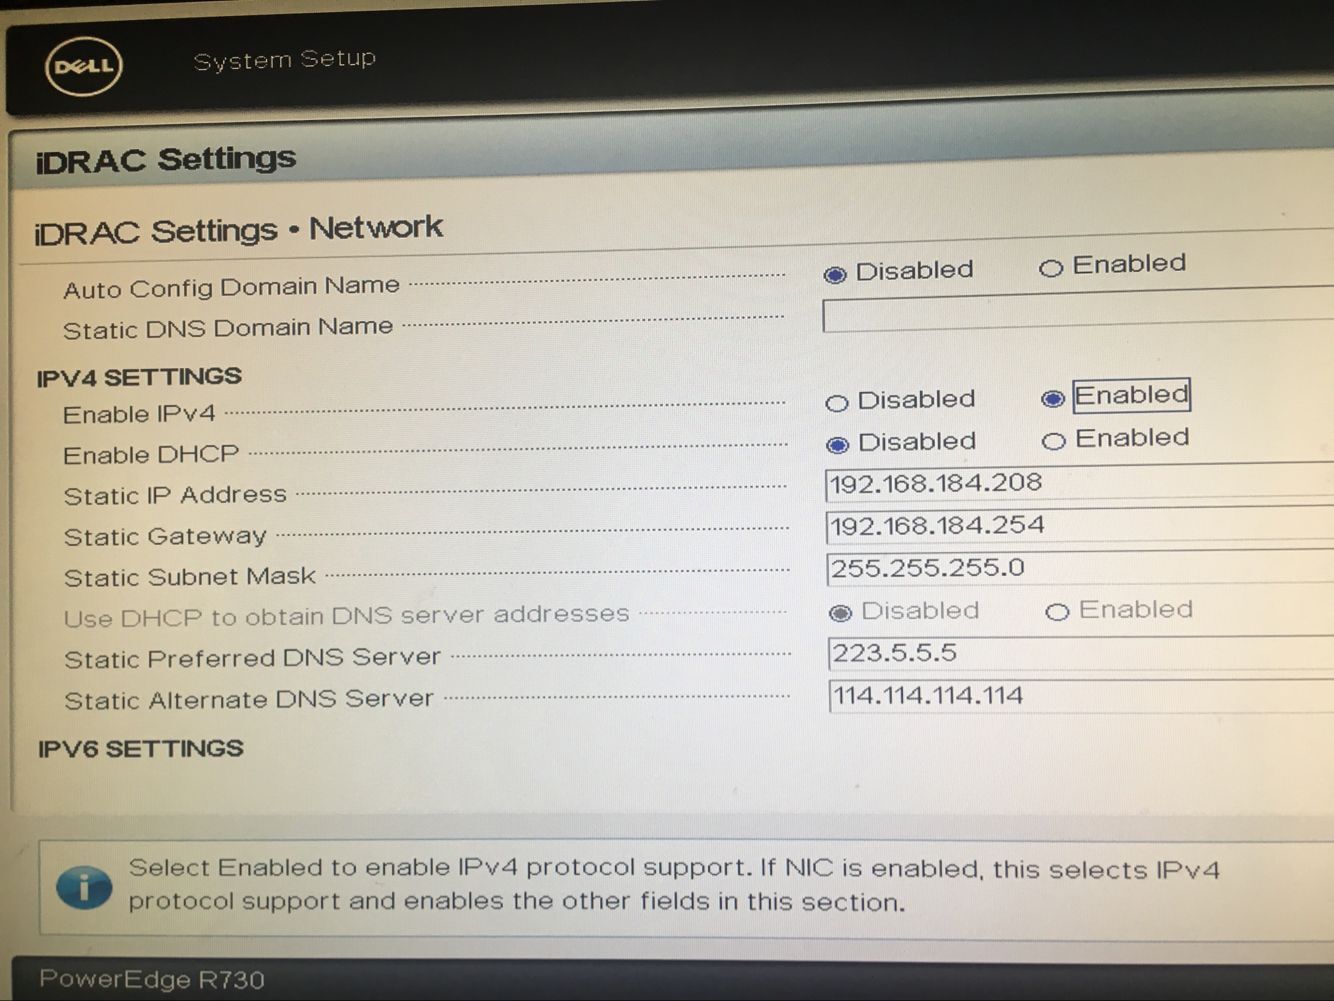 DELL System Setup
iDRAC Settings
iDRAC Settings • Network
Auto Config Domain Name Disabled Enabled
Static DNS Domain Name
IPV4 SETTINGS
Enable IPv4 Disabled Enabled
Enable DHCP Disabled Enabled
Static IP Address 192.168.184.208
Static Gateway 192.168.184.254
Static Subnet Mask 255.255.255.0
Use DHCP to obtain DNS server addresses Disabled Enabled
Static Preferred DNS Server 223.5.5.5
Static Alternate DNS Server 114.114.114.114
IPV6 SETTINGS
Select Enabled to enable IPv4 protocol support. If NIC is enabled, this selects IPv4
protocol support and enables the other fields in this section.
PowerEdge R730